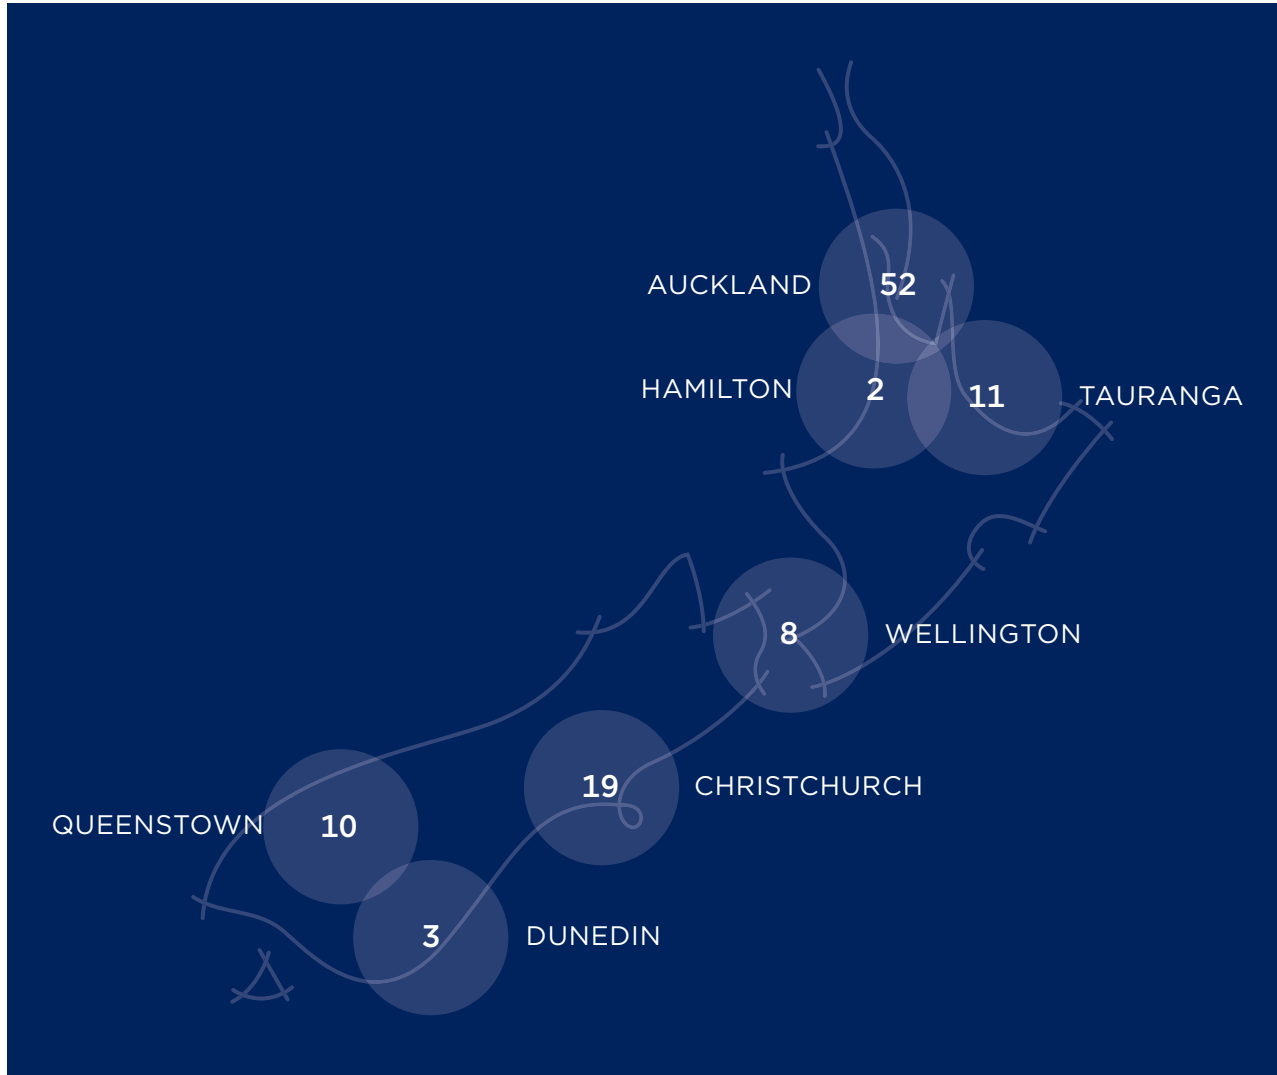 AUCKLAND 52
HAMILTON 2
11 TAURANGA
8 WELLINGTON
19 CHRISTCHURCH
QUEENSTOWN 10
3 DUNEDIN